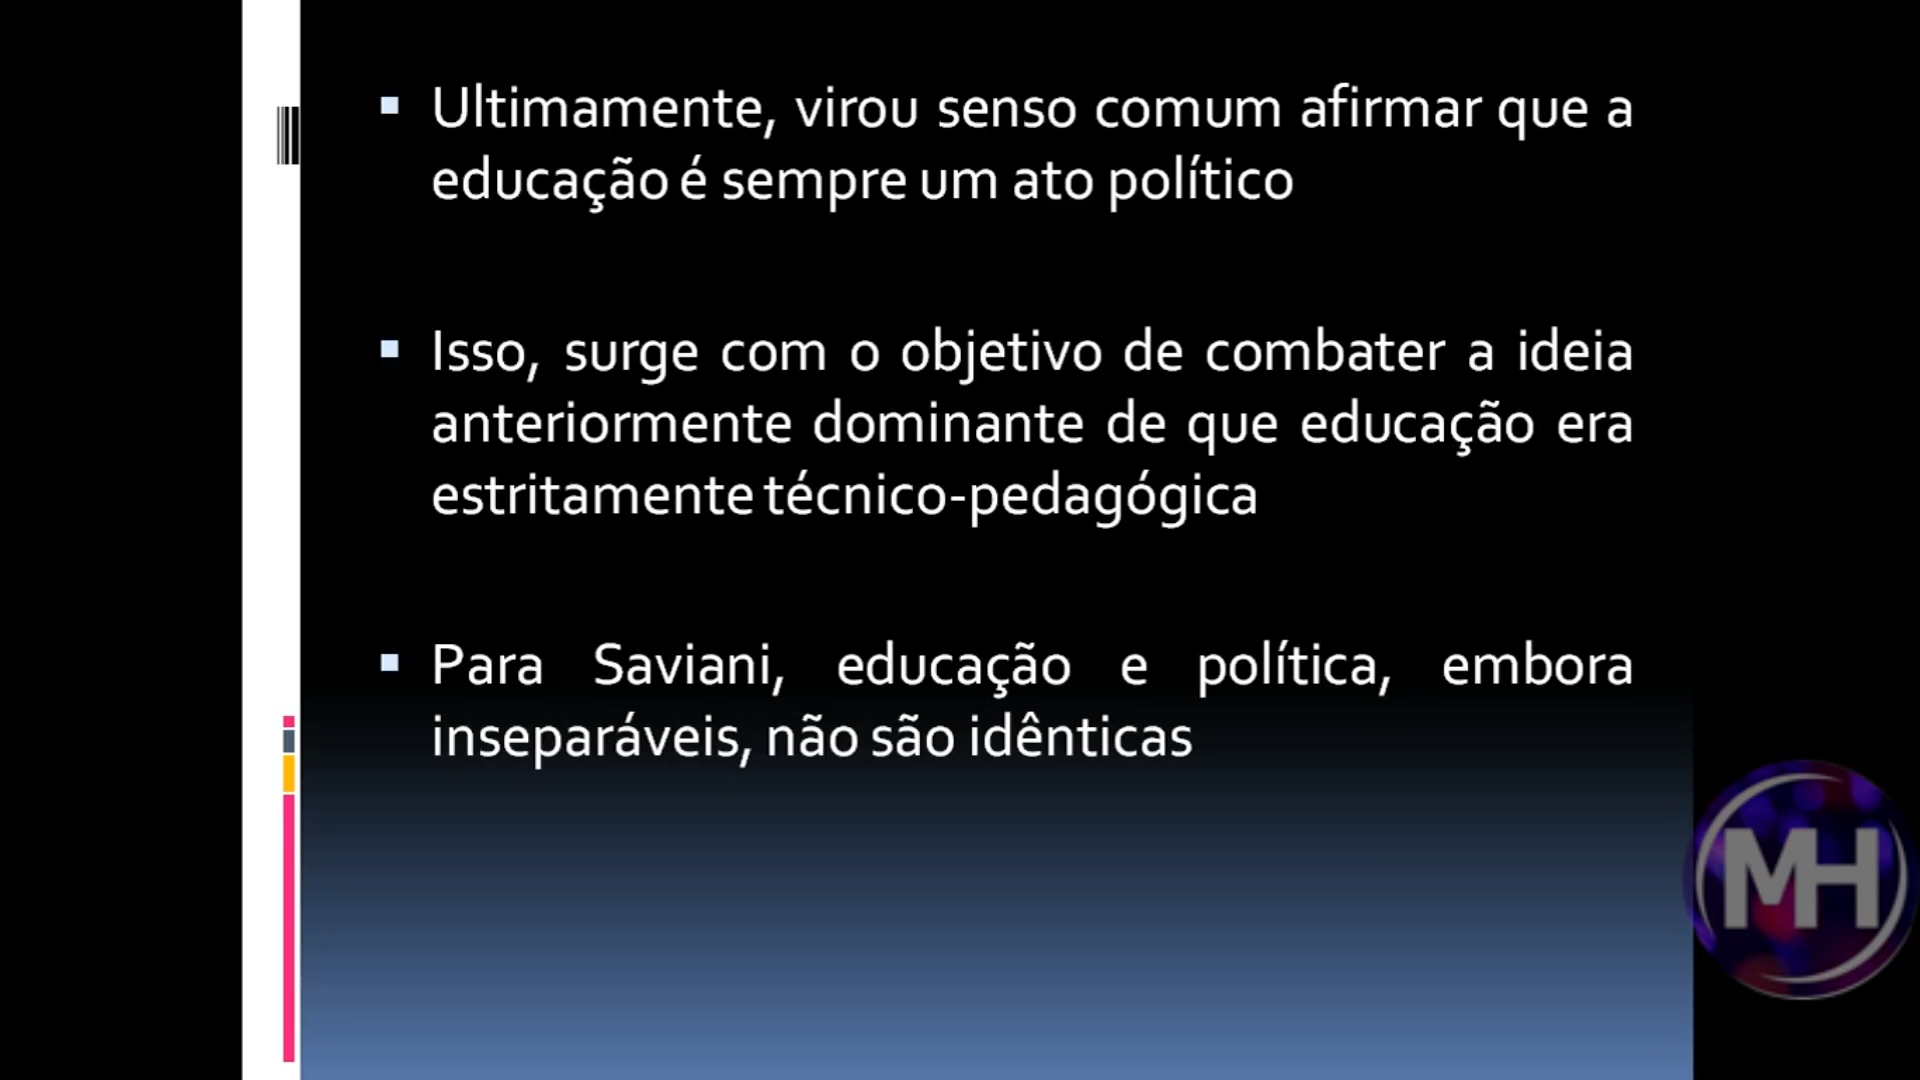 Ultimamente, virou senso comum afirmar que a
educação é sempre um ato político
Isso, surge com o objetivo de combater a ideia
anteriormente dominante de que educação era
estritamente técnico-pedagógica
Para Saviani, educação e política, embora
inseparáveis, não são idênticas
MH